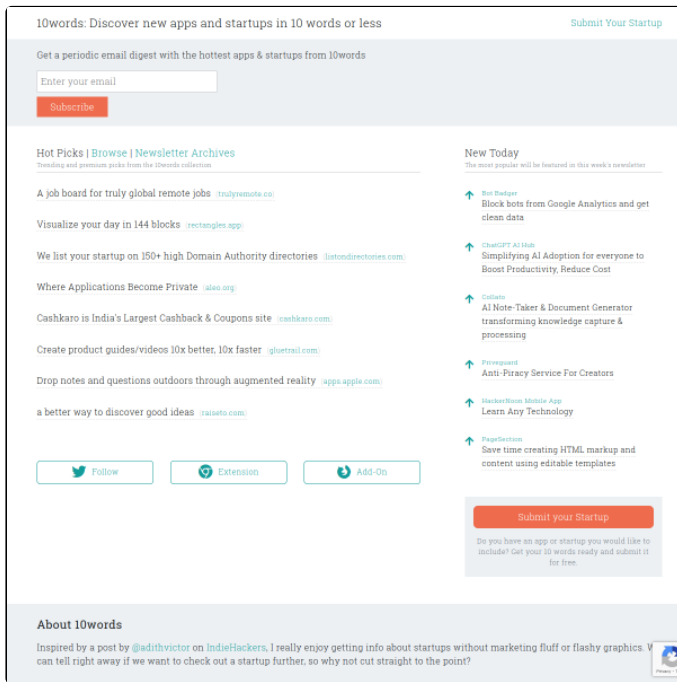 10words: Discover new apps and startups in 10 words or less
Submit Your Startup
Get a periodic email digest with the hottest apps & startups from 10words
Enter your email
Subscribe
Hot Picks | Browse | Newsletter Archives
Trending and premium picks from the 10words collection
A job board for truly global remote jobs (trulyremote.co)
Visualize your day in 144 blocks (rectangles.app)
We list your startup on 150+ high Domain Authority directories (listondirectories.com)
Where Applications Become Private (aleo.org)
Cashkaro is India's Largest Cashback & Coupons site (cashkaro.com)
Create product guides/videos 10x better, 10x faster (gluetrail.com)
Drop notes and questions outdoors through augmented reality (apps.apple.com)
a better way to discover good ideas (raiseto.com)
Follow
Extension
Add-On
New Today
The most popular will be featured in this week's newsletter
Bot Badger
Block bots from Google Analytics and get
clean data
ChatGPT AI Hub
Simplifying AI Adoption for everyone to
Boost Productivity, Reduce Cost
Collato
AI Note-Taker & Document Generator
transforming knowledge capture &
processing
Priveguard
Anti-Piracy Service For Creators
HackerNoon Mobile App
Learn Any Technology
PageSection
Save time creating HTML markup and
content using editable templates
Submit your Startup
Do you have an app or startup you would like to
include? Get your 10 words ready and submit it
for free.
About 10words
Inspired by a post by @adithvictor on IndieHackers, I really enjoy getting info about startups without marketing fluff or flashy graphics.
can tell right away if we want to check out a startup further, so why not cut straight to the point?
Privacy